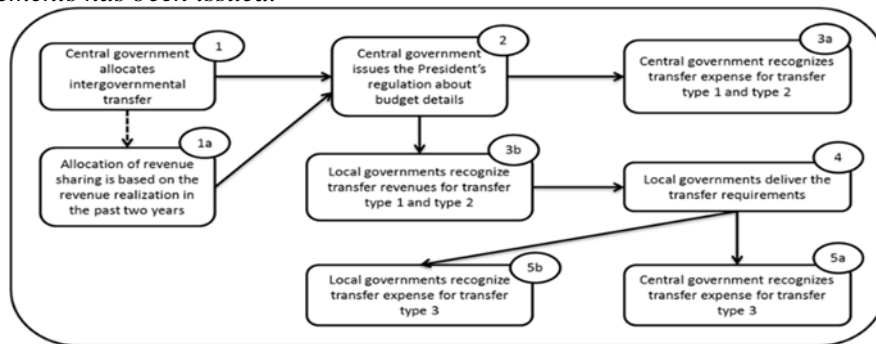 ements has been issued.
1
Central government
allocates
intergovernmental
transfer
2
Central government
issues the President's
regulation about
budget details
3a
Central government
recognizes
transfer expense for transfer
type 1 and type 2
1a
Allocation of revenue
sharing is based on the
revenue realization in
the past two years
3b
Local governments recognize
transfer revenues for transfer
type 1 and type 2
4
Local governments deliver the
transfer requirements
5b
Local governments recognize
transfer expense for transfer
type 3
5a
Central government recognizes
transfer expense for transfer
type 3